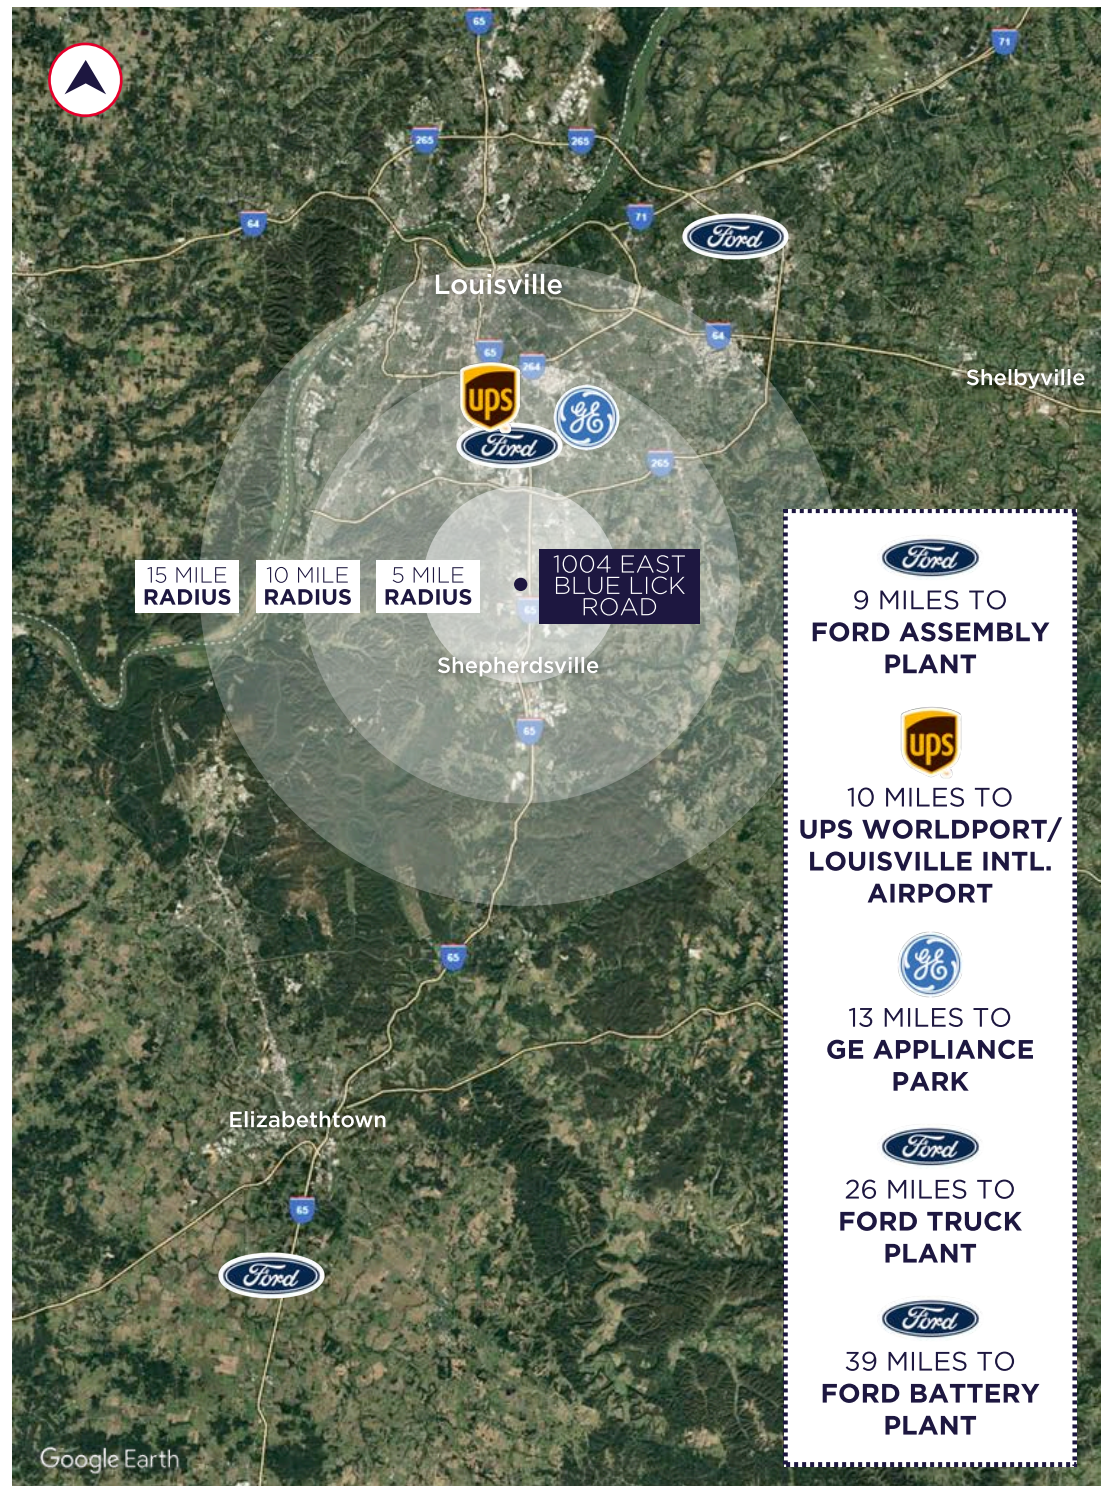 65
71
265
265
64
71
Ford
Louisville
65
264
64
Shelbyville
ups
GE
Ford
265
15 MILE
RADIUS
10 MILE
RADIUS
5 MILE
RADIUS
1004 EAST
BLUE LICK
ROAD
65
Shepherdsville
65
65
Elizabethtown
65
Ford
Google Earth
Ford
9 MILES TO
FORD ASSEMBLY
PLANT
ups
10 MILES TO
UPS WORLDPORT/
LOUISVILLE INTL.
AIRPORT
GE
13 MILES TO
GE APPLIANCE
PARK
Ford
26 MILES TO
FORD TRUCK
PLANT
Ford
39 MILES TO
FORD BATTERY
PLANT